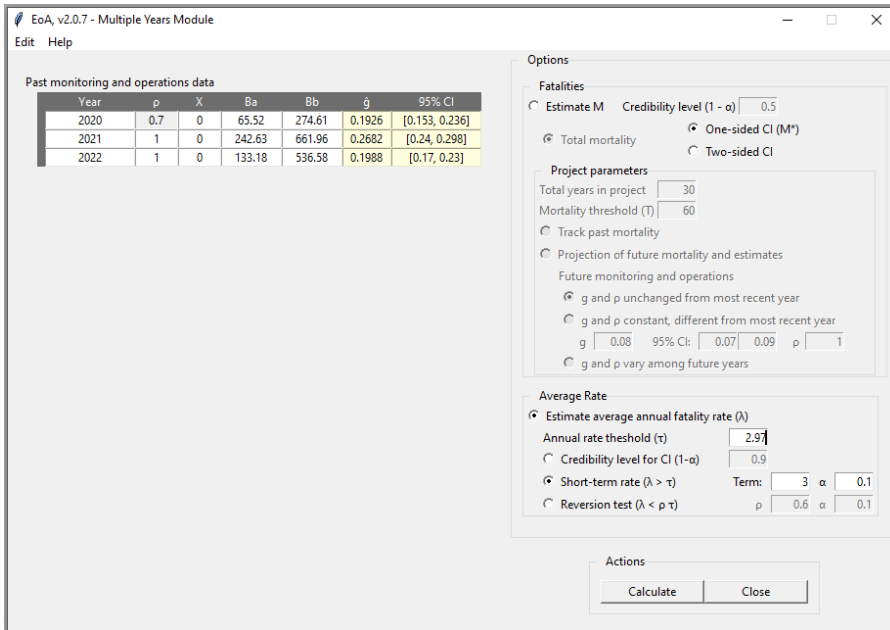 EoA, v2.0.7 - Multiple Years Module
Edit Help
Past monitoring and operations data
Year ρ X Ba Bb ĝ 95% CI
2020 0.7 0 65.52 274.61 0.1926 [0.153, 0.236]
2021 1 0 242.63 661.96 0.2682 [0.24, 0.298]
2022 1 0 133.18 536.58 0.1988 [0.17, 0.23]
Options
Fatalities
Estimate M Credibility level (1 - α) 0.5
Total mortality
One-sided CI (M*)
Two-sided CI
Project parameters
Total years in project 30
Mortality threshold (T) 60
Track past mortality
Projection of future mortality and estimates
Future monitoring and operations
g and ρ unchanged from most recent year
g and ρ constant, different from most recent year
g 0.08 95% CI: 0.07 0.09 ρ 1
g and ρ vary among future years
Average Rate
Estimate average annual fatality rate (λ)
Annual rate theshold (τ) 2.97
Credibility level for CI (1-α) 0.9
Short-term rate (λ > τ) Term: 3 α 0.1
Reversion test (λ < ρ τ) ρ 0.6 α 0.1
Actions
Calculate Close